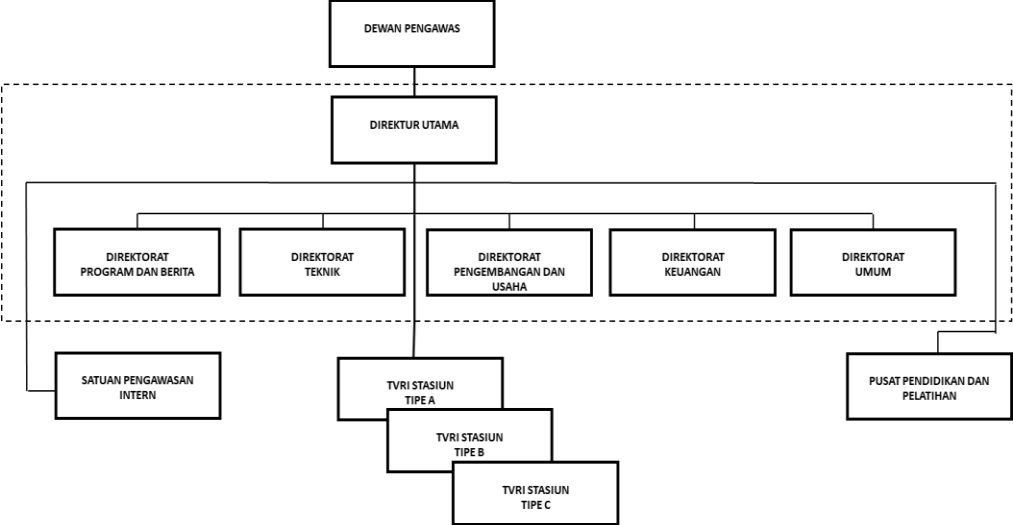 DEWAN PENGAWAS
DIREKTUR UTAMA
DIREKTORAT
PROGRAM DAN BERITA
DIREKTORAT
TEKNIK
DIREKTORAT
PENGEMBANGAN DAN
USAHA
DIREKTORAT
KEUANGAN
DIREKTORAT
UMUM
SATUAN PENGAWASAN
INTERN
TVRI STASIUN
TIPE A
TVRI STASIUN
TIPE B
TVRI STASIUN
TIPE C
PUSAT PENDIDIKAN DAN
PELATIHAN